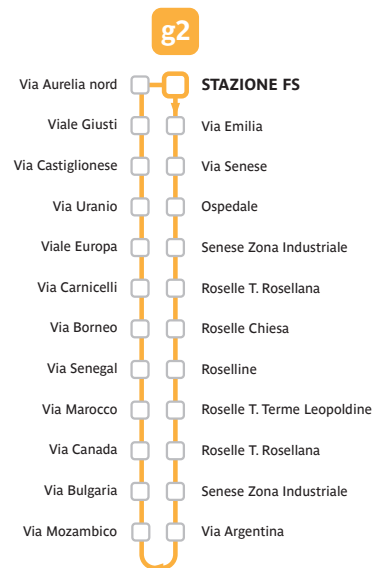 g2
Via Aurelia nord
STAZIONE FS
Viale Giusti
Via Emilia
Via Castiglionese
Via Senese
Via Uranio
Ospedale
Viale Europa
Senese Zona Industriale
Via Carnicelli
Roselle T. Rosellana
Via Borneo
Roselle Chiesa
Via Senegal
Roselline
Via Marocco
Roselle T. Terme Leopoldine
Via Canada
Roselle T. Rosellana
Via Bulgaria
Senese Zona Industriale
Via Mozambico
Via Argentina